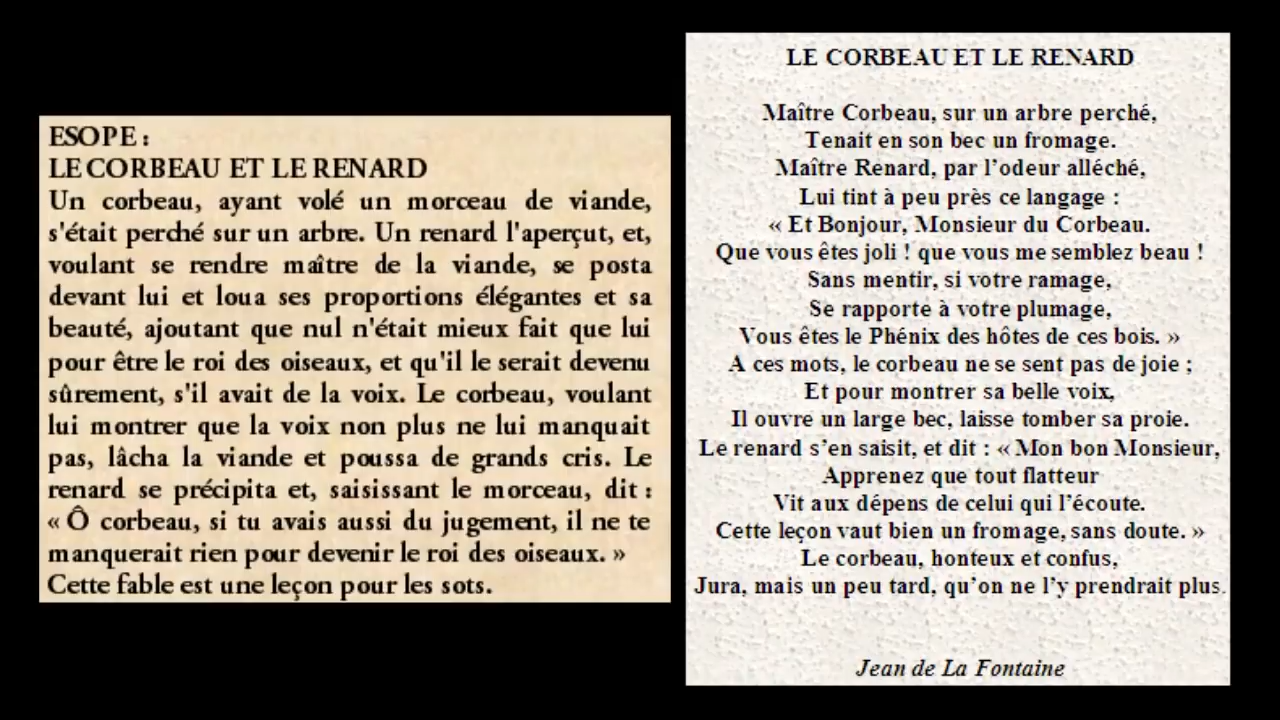 ESOPE :
LE CORBEAU ET LE RENARD
Un corbeau, ayant volé un morceau de viande,
s'était perché sur un arbre. Un renard l'aperçut, et,
voulant se rendre maître de la viande, se posta
devant lui et loua ses proportions élégantes et sa
beauté, ajoutant que nul n'était mieux fait que lui
pour être le roi des oiseaux, et qu'il le serait devenu
sûrement, s'il avait de la voix. Le corbeau, voulant
lui montrer que la voix non plus ne lui manquait
pas, lâcha la viande et poussa de grands cris. Le
renard se précipita et, saisissant le morceau, dit :
« Ô corbeau, si tu avais aussi du jugement, il ne te
manquerait rien pour devenir le roi des oiseaux. »
Cette fable est une leçon pour les sots.
LE CORBEAU ET LE RENARD
Maître Corbeau, sur un arbre perché,
Tenait en son bec un fromage.
Maître Renard, par l'odeur alléché,
Lui tint à peu près ce langage :
« Et Bonjour, Monsieur du Corbeau.
Que vous êtes joli ! que vous me semblez beau !
Sans mentir, si votre ramage,
Se rapporte à votre plumage,
Vous êtes le Phénix des hôtes de ces bois. »
A ces mots, le corbeau ne se sent pas de joie ;
Et pour montrer sa belle voix,
Il ouvre un large bec, laisse tomber sa proie.
Le renard s'en saisit, et dit : « Mon bon Monsieur,
Apprenez que tout flatteur
Vit aux dépens de celui qui l'écoute.
Cette leçon vaut bien un fromage, sans doute. »
Le corbeau, honteux et confus,
Jura, mais un peu tard, qu'on ne l'y prendrait plus.
Jean de La Fontaine